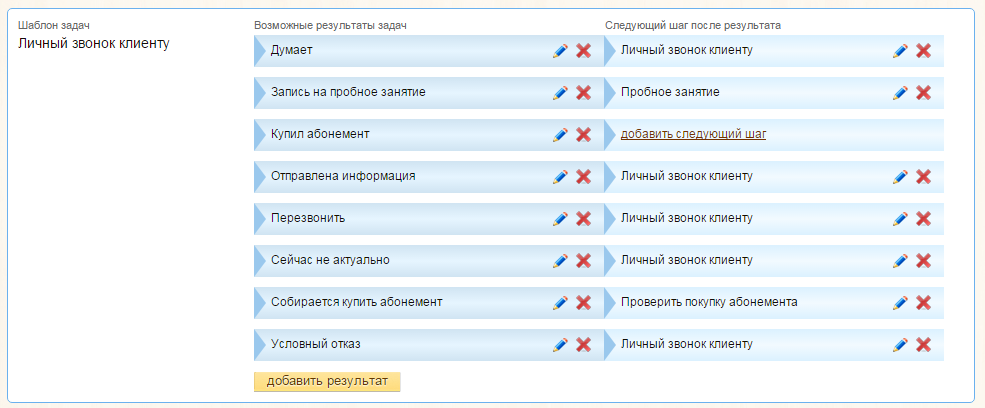 Шаблон задач Возможные результаты задач Следующий шаг после результата
Личный звонок клиенту
Думает Личный звонок клиенту
Запись на пробное занятие Пробное занятие
Купил абонемент добавить следующий шаг
Отправлена информация Личный звонок клиенту
Перезвонить Личный звонок клиенту
Сейчас не актуально Личный звонок клиенту
Собирается купить абонемент Проверить покупку абонемента
Условный отказ Личный звонок клиенту
добавить результат